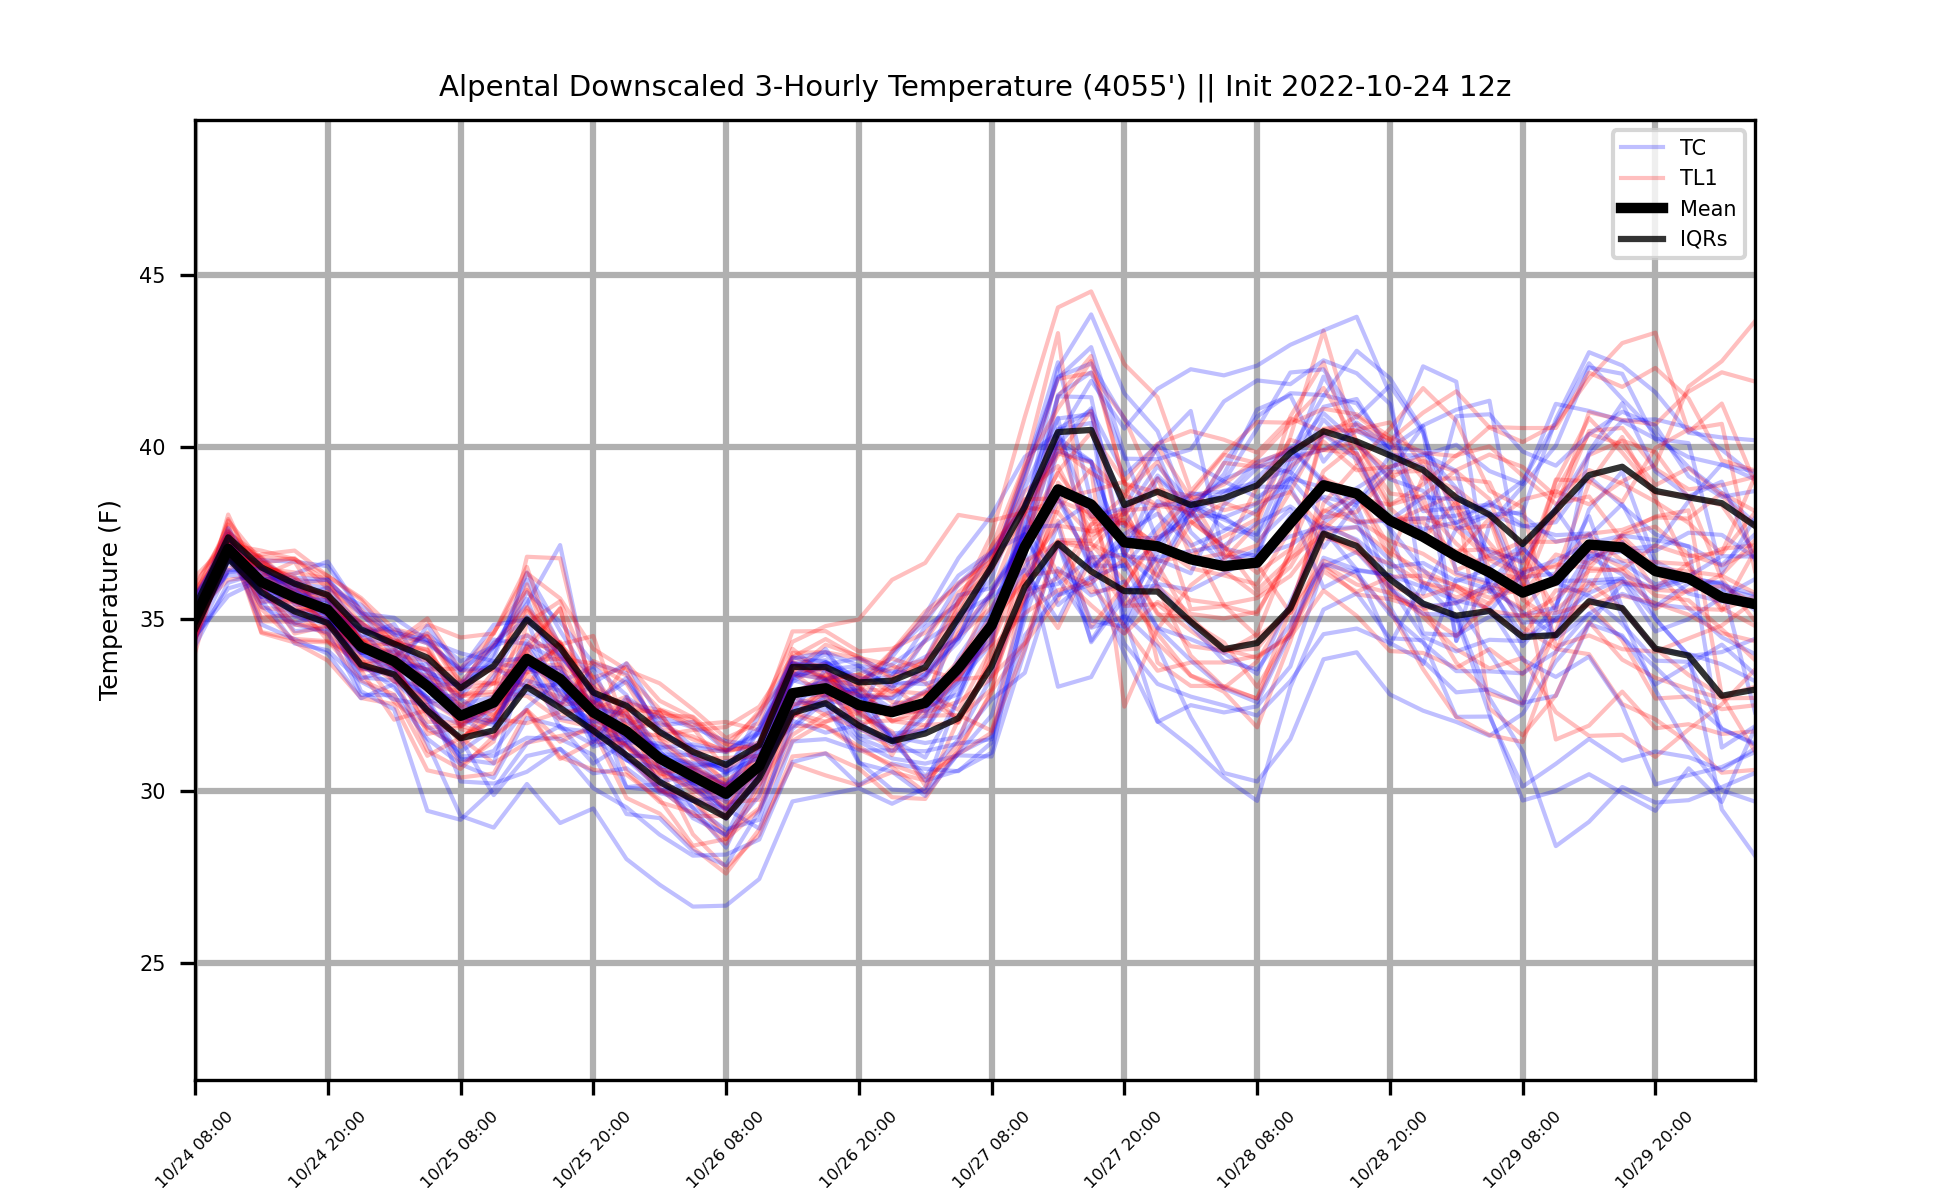 Alpental Downscaled 3-Hourly Temperature (4055') || Init 2022-10-24 12z
TC
TL1
Mean
IQRs
Temperature (F)
45
40
35
30
25
10/24 08:00
10/24 20:00
10/25 08:00
10/25 20:00
10/26 08:00
10/26 20:00
10/27 08:00
10/27 20:00
10/28 08:00
10/28 20:00
10/29 08:00
10/29 20:00